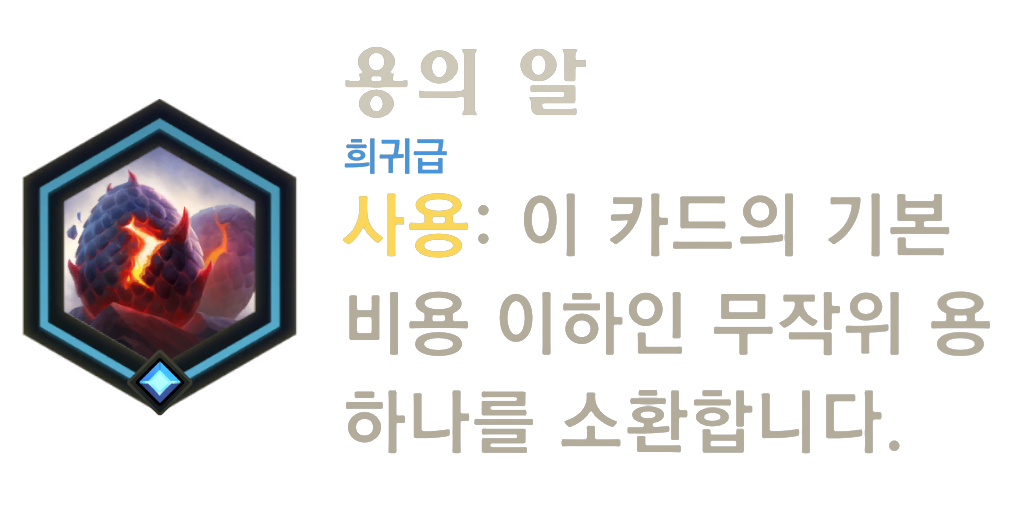 용의 알
희귀급
사용: 이 카드의 기본
비용 이하인 무작위 용
하나를 소환합니다.